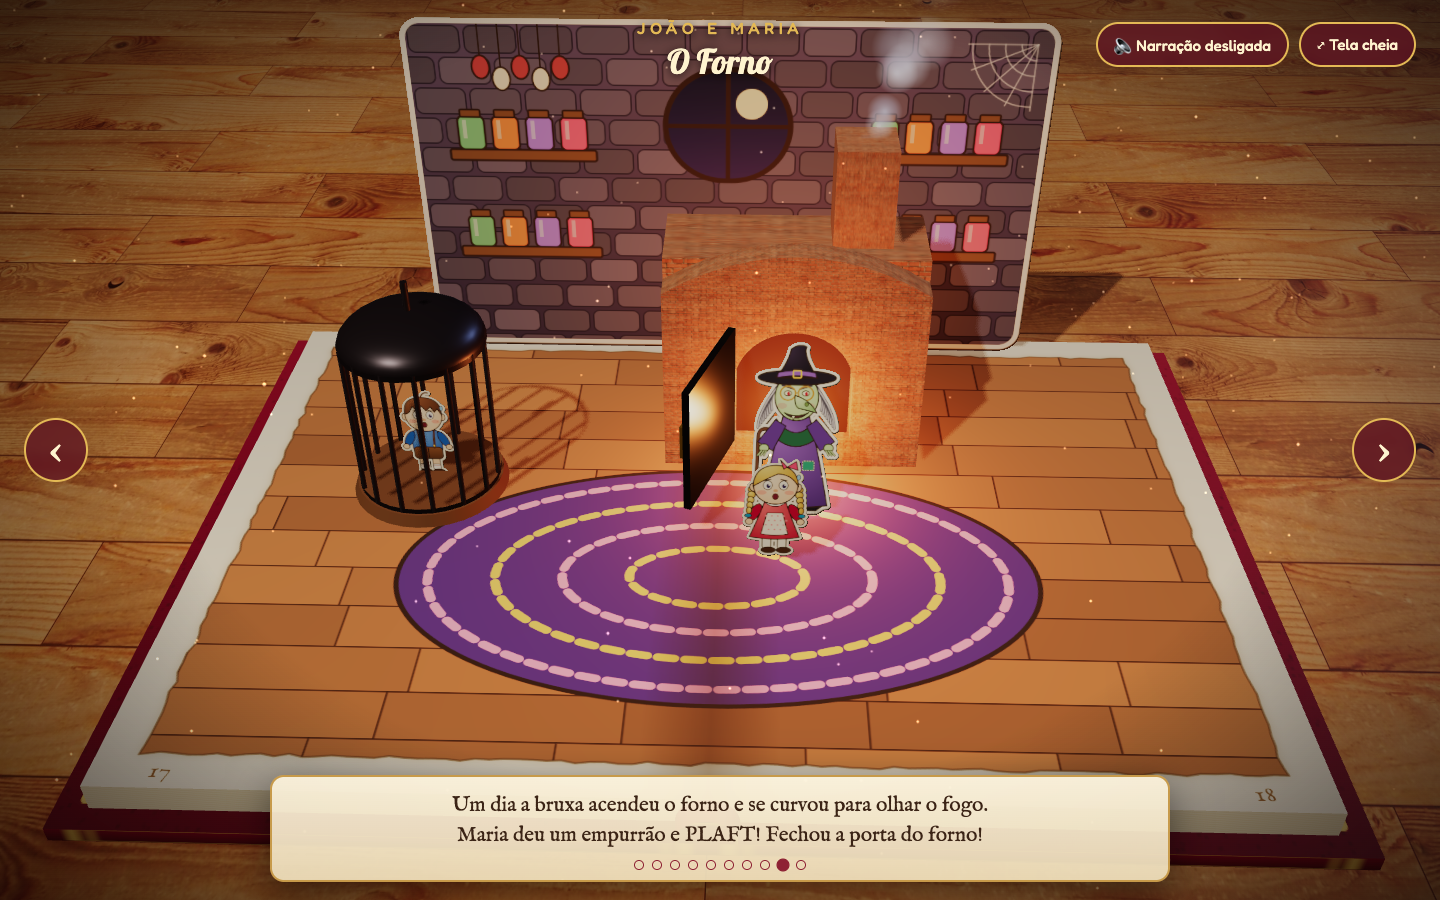 JOÃO E MARIA
O Forno
Narração desligada
Tela cheia
17
18
Um dia a bruxa acendeu o forno e se curvou para olhar o fogo.
Maria deu um empurrão e PLAFT! Fechou a porta do forno!